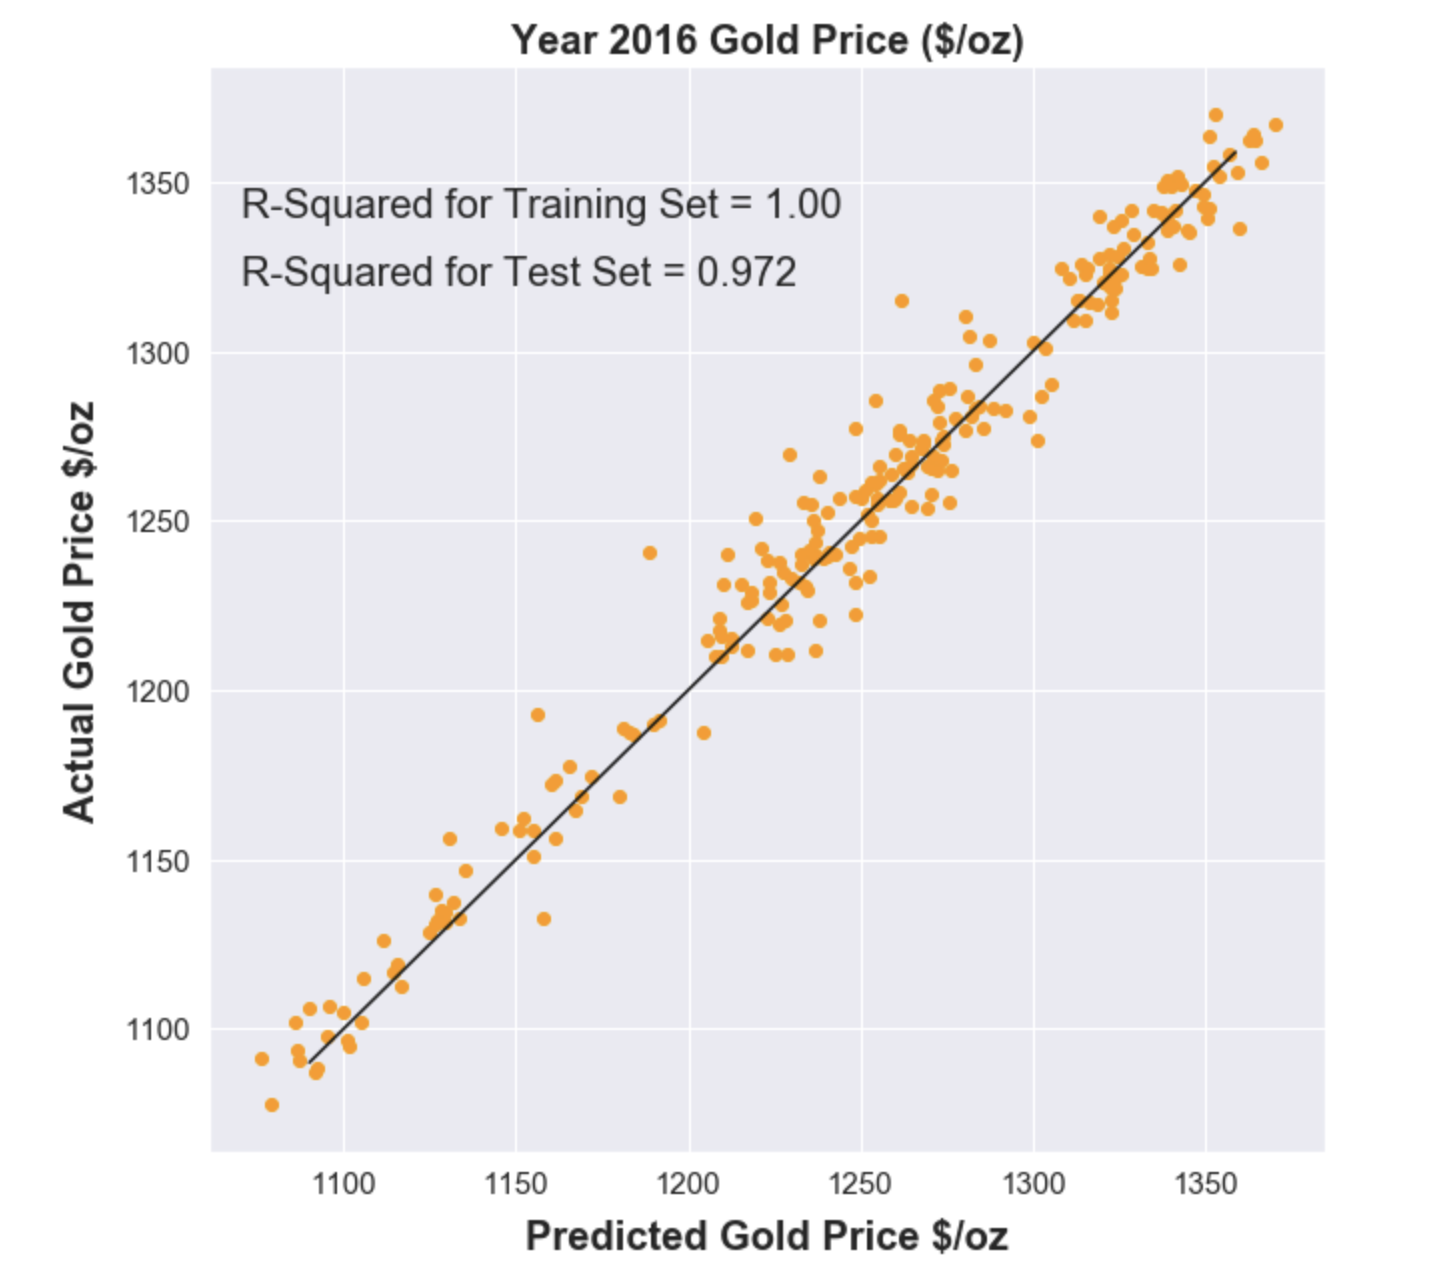 Year 2016 Gold Price ($/oz)
R-Squared for Training Set = 1.00
R-Squared for Test Set = 0.972
Actual Gold Price $/oz
1350
1300
1250
1200
1150
1100
1100 1150 1200 1250 1300 1350
Predicted Gold Price $/oz